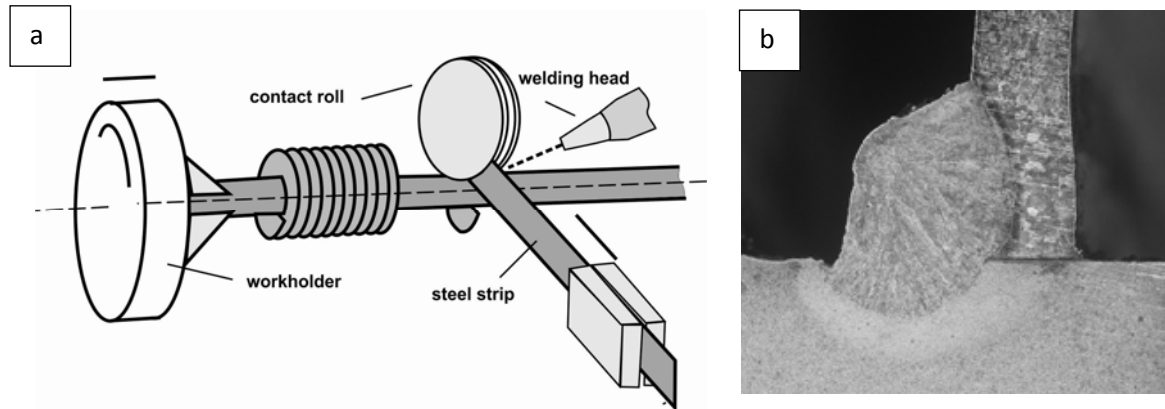 a
contact roll
welding head
workholder
steel strip
b